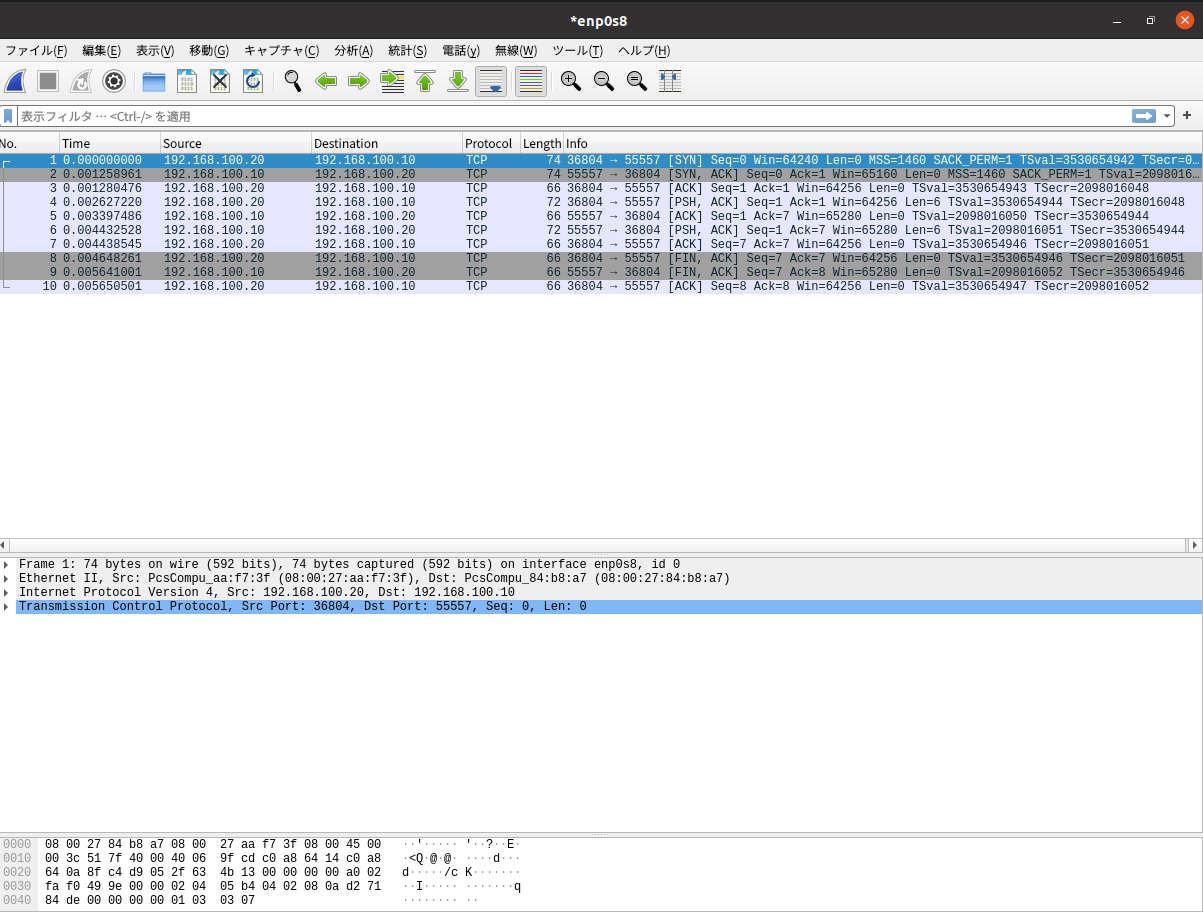 *enp0s8
ファイル(F) 編集(E) 表示(V) 移動(G) キャプチャ(C) 分析(A) 統計(S) 電話(y) 無線(W) ツール(T) ヘルプ(H)
表示フィルタ … <Ctrl-/> を適用
No. Time Source Destination Protocol Length Info
1 0.000000000 192.168.100.20 192.168.100.10 TCP 74 36804 → 55557 [SYN] Seq=0 Win=64240 Len=0 MSS=1460 SACK_PERM=1 TSval=3530654942 TSecr=0…
2 0.001258961 192.168.100.10 192.168.100.20 TCP 74 55557 → 36804 [SYN, ACK] Seq=0 Ack=1 Win=65160 Len=0 MSS=1460 SACK_PERM=1 TSval=2098016…
3 0.001280476 192.168.100.20 192.168.100.10 TCP 66 36804 → 55557 [ACK] Seq=1 Ack=1 Win=64256 Len=0 TSval=3530654943 TSecr=2098016048
4 0.002627220 192.168.100.20 192.168.100.10 TCP 72 36804 → 55557 [PSH, ACK] Seq=1 Ack=1 Win=64256 Len=6 TSval=3530654944 TSecr=2098016048
5 0.003397486 192.168.100.10 192.168.100.20 TCP 66 55557 → 36804 [ACK] Seq=1 Ack=7 Win=65280 Len=0 TSval=2098016050 TSecr=3530654944
6 0.004432528 192.168.100.10 192.168.100.20 TCP 72 55557 → 36804 [PSH, ACK] Seq=1 Ack=7 Win=65280 Len=6 TSval=2098016051 TSecr=3530654944
7 0.004438545 192.168.100.20 192.168.100.10 TCP 66 36804 → 55557 [ACK] Seq=7 Ack=7 Win=64256 Len=0 TSval=3530654946 TSecr=2098016051
8 0.004648261 192.168.100.20 192.168.100.10 TCP 66 36804 → 55557 [FIN, ACK] Seq=7 Ack=7 Win=64256 Len=0 TSval=3530654946 TSecr=2098016051
9 0.005641001 192.168.100.10 192.168.100.20 TCP 66 55557 → 36804 [FIN, ACK] Seq=7 Ack=8 Win=65280 Len=0 TSval=2098016052 TSecr=3530654946
10 0.005650501 192.168.100.20 192.168.100.10 TCP 66 36804 → 55557 [ACK] Seq=8 Ack=8 Win=64256 Len=0 TSval=3530654947 TSecr=2098016052
Frame 1: 74 bytes on wire (592 bits), 74 bytes captured (592 bits) on interface enp0s8, id 0
Ethernet II, Src: PcsCompu_aa:f7:3f (08:00:27:aa:f7:3f), Dst: PcsCompu_84:b8:a7 (08:00:27:84:b8:a7)
Internet Protocol Version 4, Src: 192.168.100.20, Dst: 192.168.100.10
Transmission Control Protocol, Src Port: 36804, Dst Port: 55557, Seq: 0, Len: 0
0000 08 00 27 84 b8 a7 08 00 27 aa f7 3f 08 00 45 00 ··'····· '··?··E·
0010 00 3c 51 7f 40 00 40 06 9f cd c0 a8 64 14 c0 a8 ·<Q·@·@· ····d···
0020 64 0a 8f c4 d9 05 2f 63 4b 13 00 00 00 00 a0 02 d·····/c K·······
0030 fa f0 49 9e 00 00 02 04 05 b4 04 02 08 0a d2 71 ··I····· ·······q
0040 84 de 00 00 00 00 01 03 03 07 ········ ··